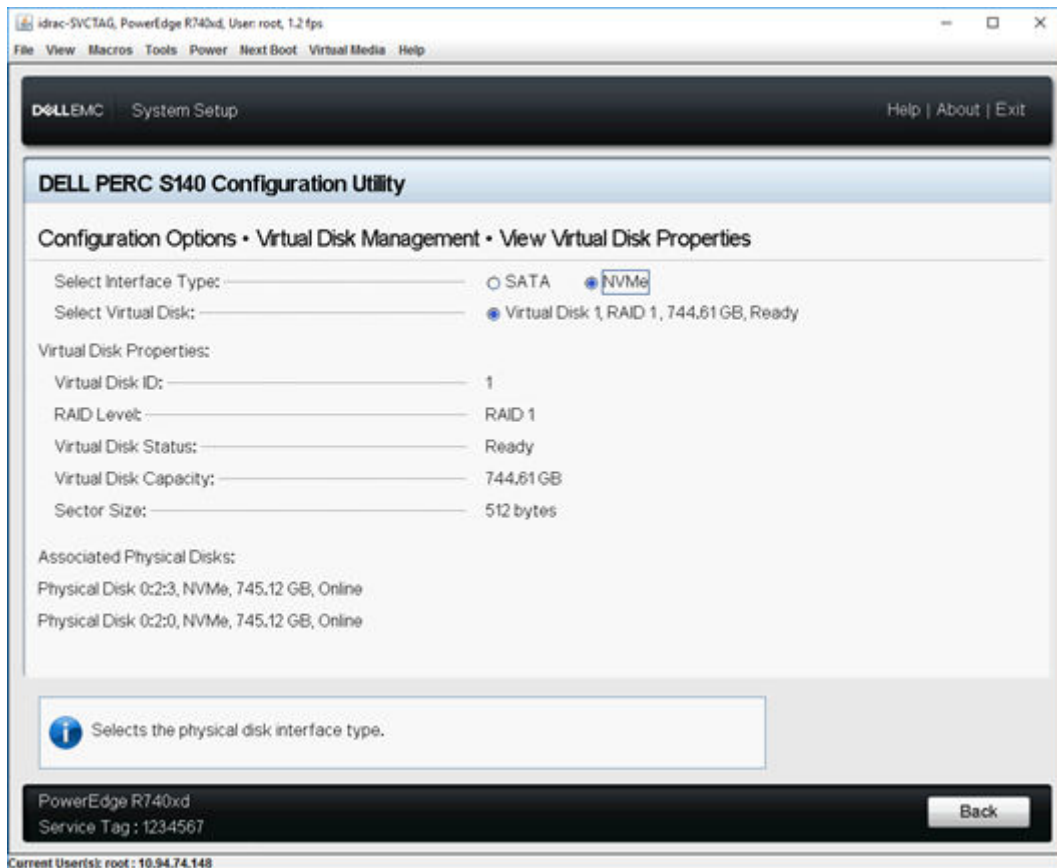 idrac-SVCTAG, PowerEdge R740xd, User: root, 1.2 fps
File View Macros Tools Power Next Boot Virtual Media Help
DELLEMC System Setup Help | About | Exit
DELL PERC S140 Configuration Utility
Configuration Options • Virtual Disk Management • View Virtual Disk Properties
Select Interface Type: SATA NVMe
Select Virtual Disk: Virtual Disk 1, RAID 1, 744.61 GB, Ready
Virtual Disk Properties:
Virtual Disk ID: 1
RAID Level: RAID 1
Virtual Disk Status: Ready
Virtual Disk Capacity: 744.61 GB
Sector Size: 512 bytes
Associated Physical Disks:
Physical Disk 0:2:3, NVMe, 745.12 GB, Online
Physical Disk 0:2:0, NVMe, 745.12 GB, Online
Selects the physical disk interface type.
PowerEdge R740xd
Service Tag : 1234567
Back
Current User(s): root : 10.94.74.148